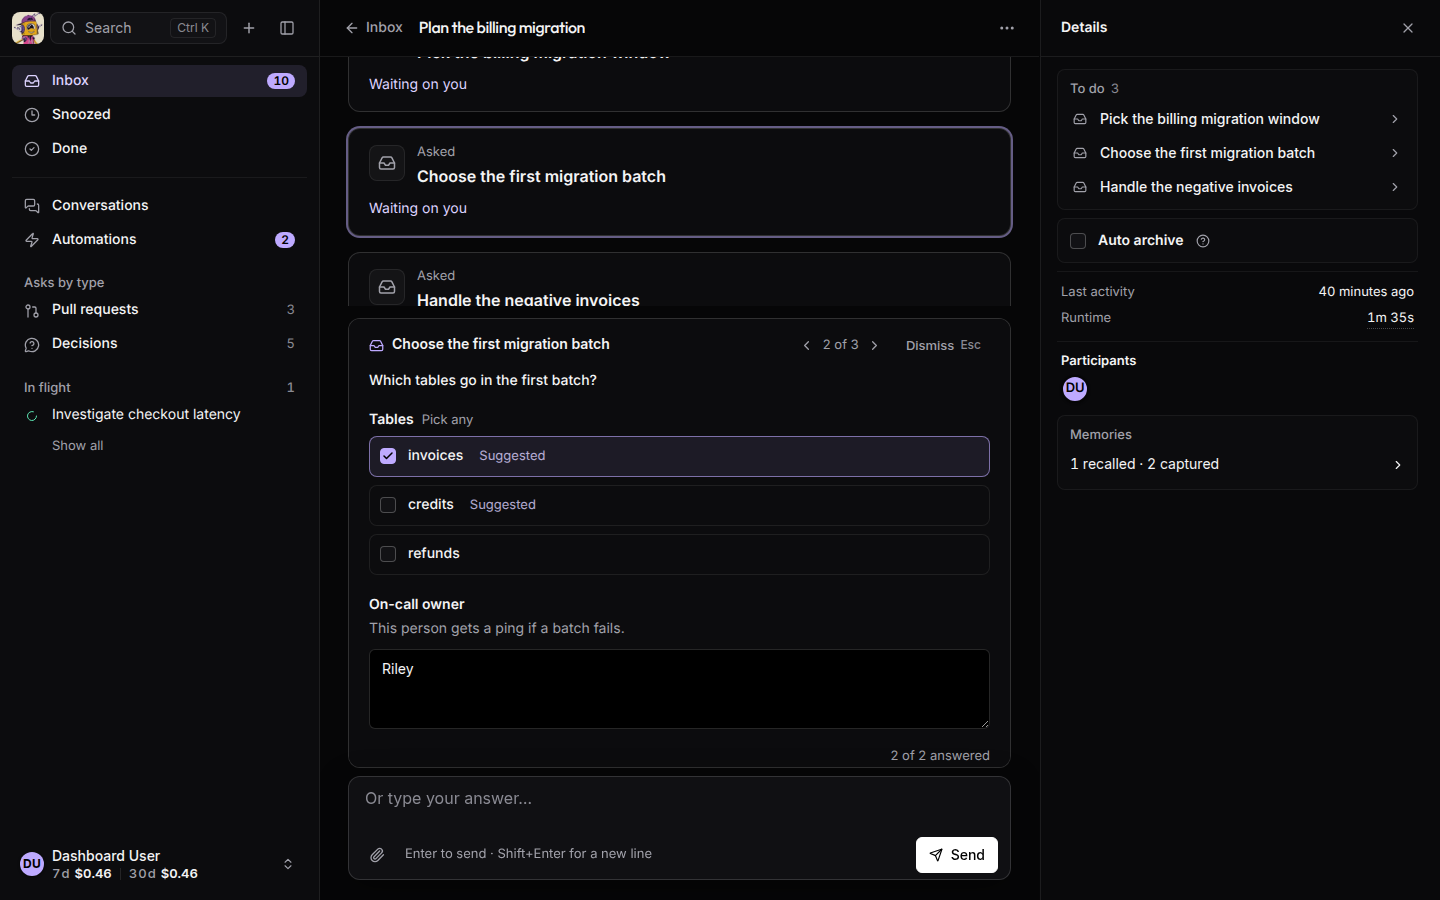 Search
Ctrl K
Inbox
10
Snoozed
Done
Conversations
Automations
2
Asks by type
Pull requests
3
Decisions
5
In flight
1
Investigate checkout latency
Show all
DU
Dashboard User
7d $0.46 | 30d $0.46
Inbox
Plan the billing migration
Pick the billing migration window
Waiting on you
Asked
Choose the first migration batch
Waiting on you
Asked
Handle the negative invoices
Choose the first migration batch
2 of 3
Dismiss Esc
Which tables go in the first batch?
Tables Pick any
invoices Suggested
credits Suggested
refunds
On-call owner
This person gets a ping if a batch fails.
Riley
2 of 2 answered
Or type your answer...
Enter to send · Shift+Enter for a new line
Send
Details
To do 3
Pick the billing migration window
Choose the first migration batch
Handle the negative invoices
Auto archive
Last activity
40 minutes ago
Runtime
1m 35s
Participants
DU
Memories
1 recalled · 2 captured